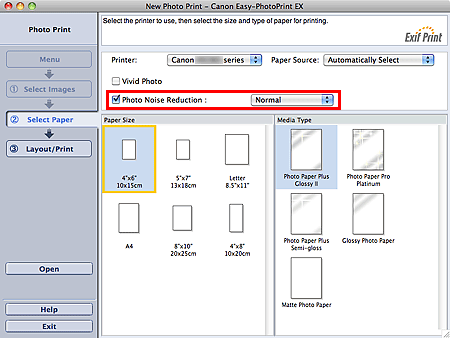 New Photo Print - Canon Easy-PhotoPrint EX
Photo Print
Select the printer to use, then select the size and type of paper for printing.
Exif Print
Menu
Printer: Canon series Paper Source: Automatically Select
① Select Images
Vivid Photo
Photo Noise Reduction : Normal
② Select Paper
Paper Size Media Type
③ Layout/Print
4"x6"
10x15cm
5"x7"
13x18cm
Letter
8.5"x11"
Photo Paper Plus
Glossy II
Photo Paper Pro
Platinum
A4
8"x10"
20x25cm
4"x8"
10x20cm
Photo Paper Plus
Semi-gloss
Glossy Photo Paper
Matte Photo Paper
Open
Help
Exit